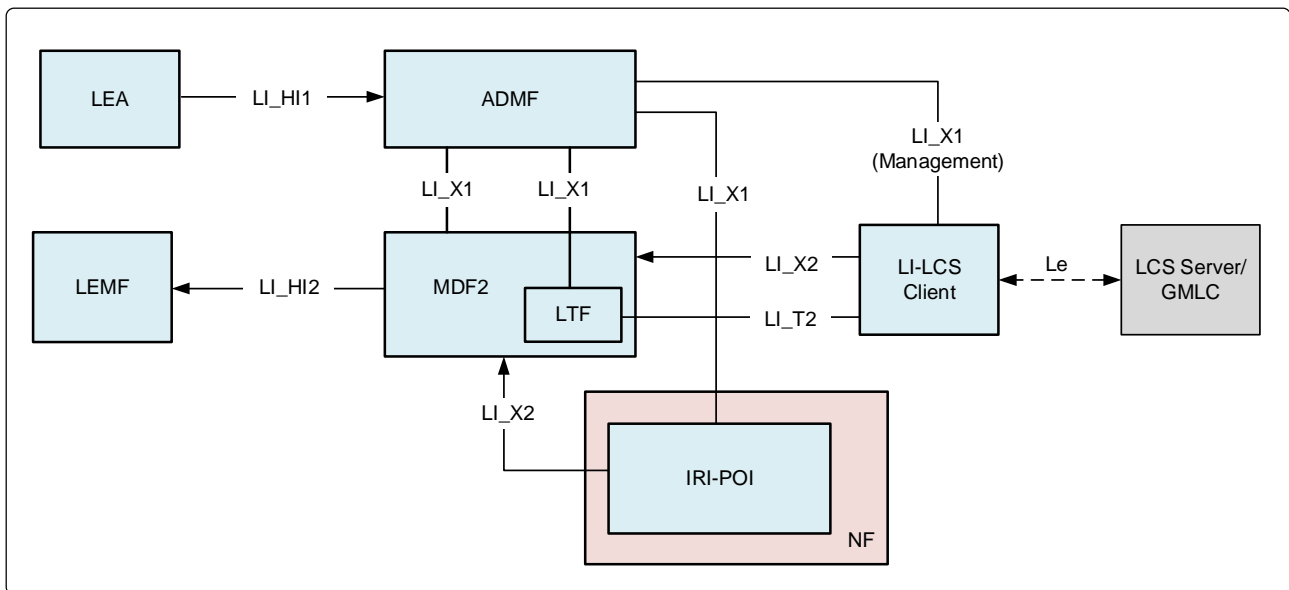 LEA
LI_HI1
ADMF
LI_X1
(Management)
LI_X1
LI_X1
LI_X1
LEMF
LI_HI2
MDF2
LTF
LI_X2
LI_T2
LI-LCS
Client
Le
LCS Server/
GMLC
LI_X2
IRI-POI
NF